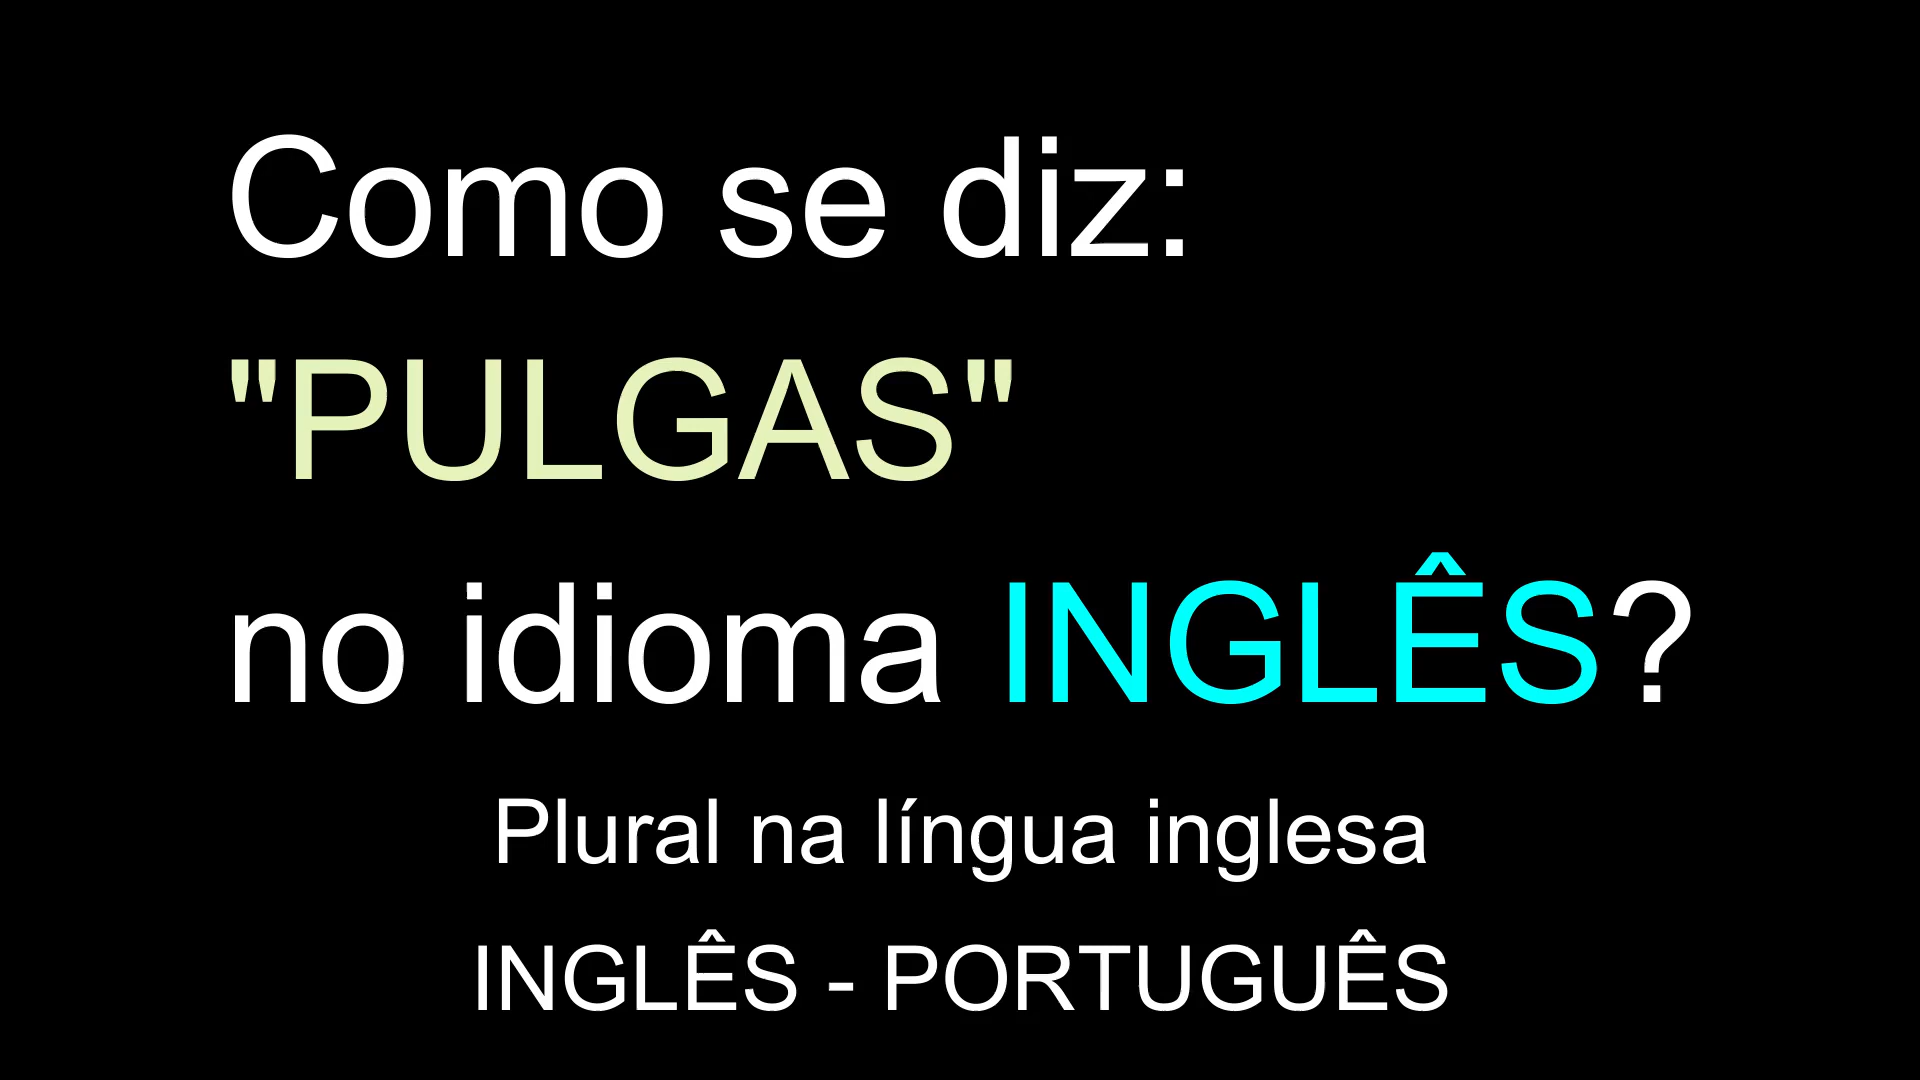 Como se diz:
"PULGAS"
no idioma INGLÊS?
Plural na língua inglesa
INGLÊS - PORTUGUÊS